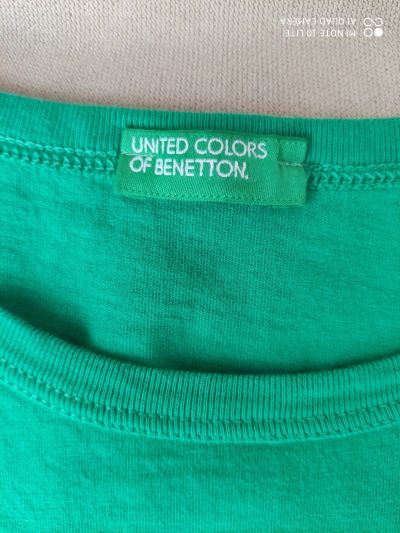 MI NOTE 10 LITE
AI QUAD CAMERA
UNITED COLORS
OF BENETTON.